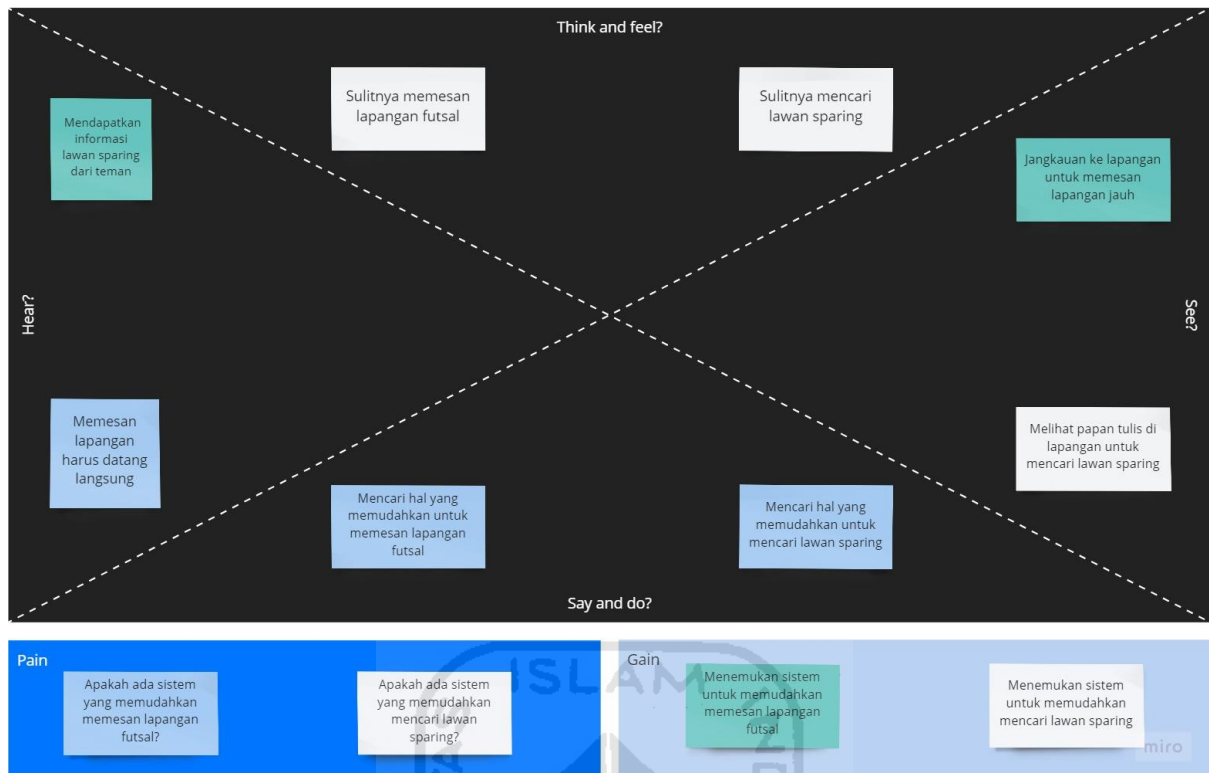 Think and feel?
Sulitnya memesan
lapangan futsal
Sulitnya mencari
lawan sparing
Mendapatkan
informasi
lawan sparing
dari teman
Jangkauan ke lapangan
untuk memesan
lapangan jauh
Hear?
See?
Memesan
lapangan
harus datang
langsung
Melihat papan tulis di
lapangan untuk
mencari lawan sparing
Mencari hal yang
memudahkan untuk
memesan lapangan
futsal
Mencari hal yang
memudahkan untuk
mencari lawan sparing
Say and do?
Pain
Apakah ada sistem
yang memudahkan
memesan lapangan
futsal?
Apakah ada sistem
yang memudahkan
mencari lawan
sparing?
Gain
Menemukan sistem
untuk memudahkan
memesan lapangan
futsal
Menemukan sistem
untuk memudahkan
mencari lawan sparing
miro
ISLAM